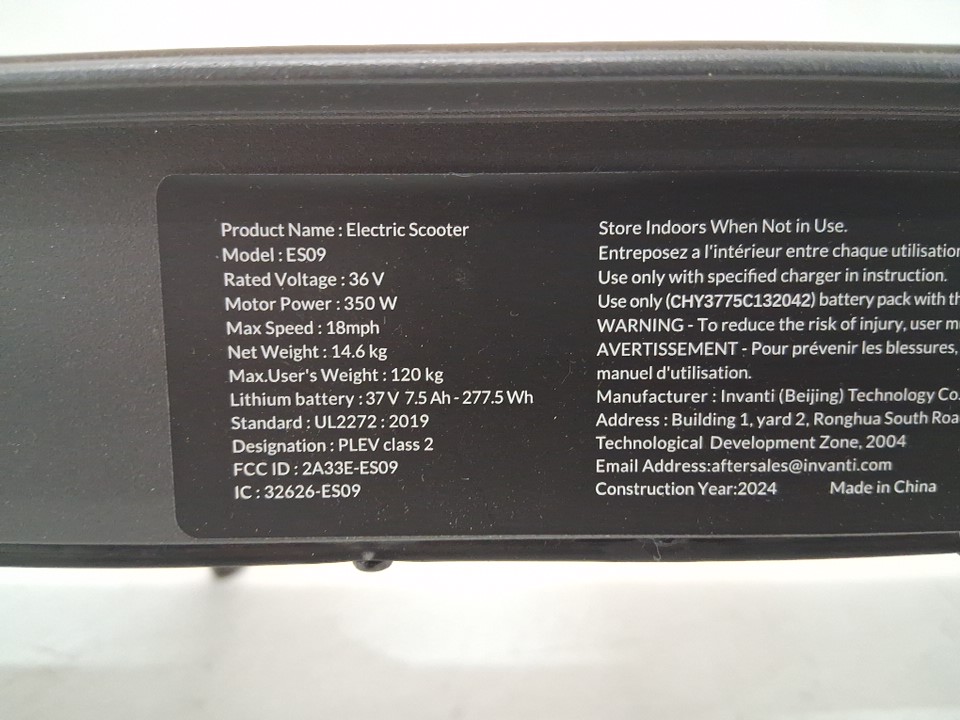 Product Name : Electric Scooter
Model : ES09
Rated Voltage : 36 V
Motor Power : 350 W
Max Speed : 18mph
Net Weight : 14.6 kg
Max.User's Weight : 120 kg
Lithium battery : 37 V 7.5 Ah - 277.5 Wh
Standard : UL2272 : 2019
Designation : PLEV class 2
FCC ID : 2A33E-ES09
IC : 32626-ES09
Store Indoors When Not in Use.
Entreposez a l'intérieur entre chaque
Use only with specified charger in instruction.
Use only (CHY3775C132042) battery pack with
WARNING - To reduce the risk of injury, user
AVERTISSEMENT - Pour prévenir les blessures,
manuel d'utilisation.
Manufacturer : Invanti (Beijing) Technology Co.
Address : Building 1, yard 2, Ronghua South
Technological Development Zone, 2004
Email Address:aftersales@invanti.com
Construction Year:2024 Made in China